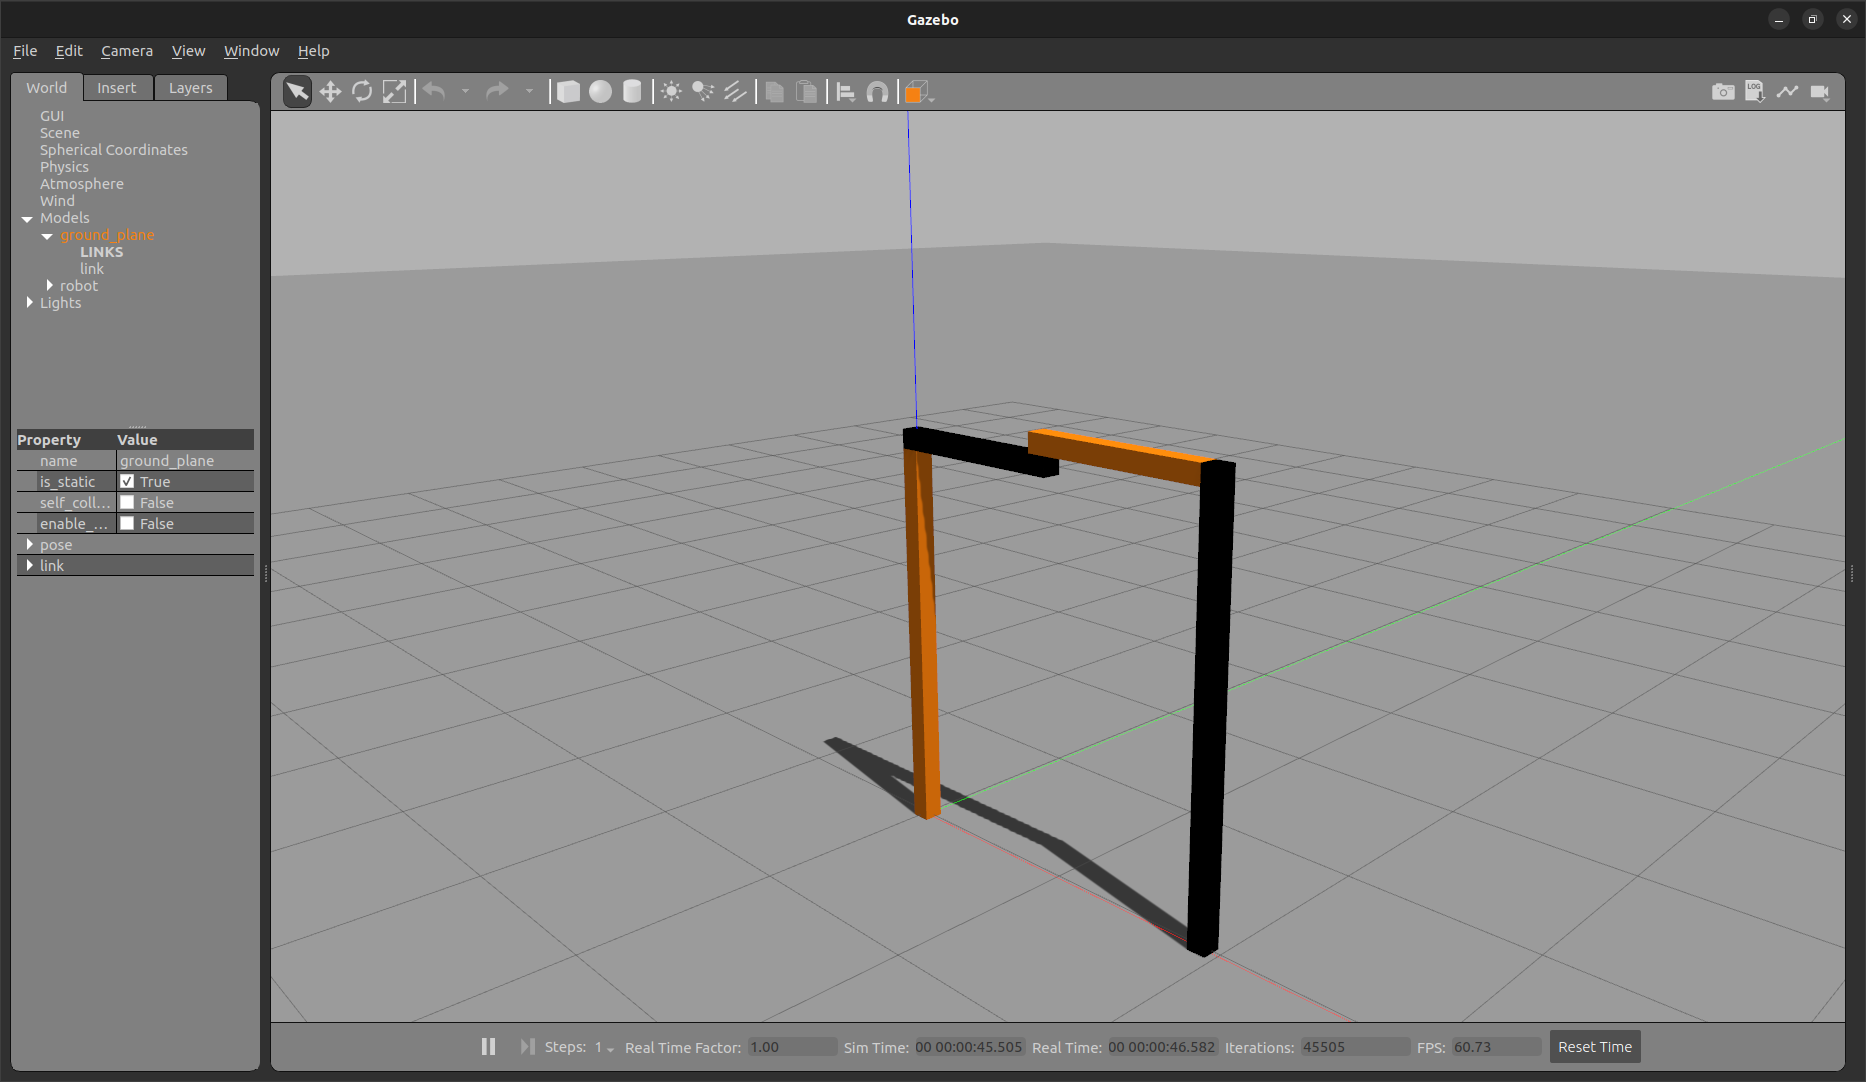 Gazebo
File Edit Camera View Window Help
World Insert Layers
LOG
GUI
Scene
Spherical Coordinates
Physics
Atmosphere
Wind
Models
ground_plane
LINKS
link
robot
Lights
Property Value
name ground_plane
is_static True
self_coll... False
enable_... False
pose
link
Steps: 1 Real Time Factor: 1.00 Sim Time: 00 00:00:45.505 Real Time: 00 00:00:46.582 Iterations: 45505 FPS: 60.73 Reset Time